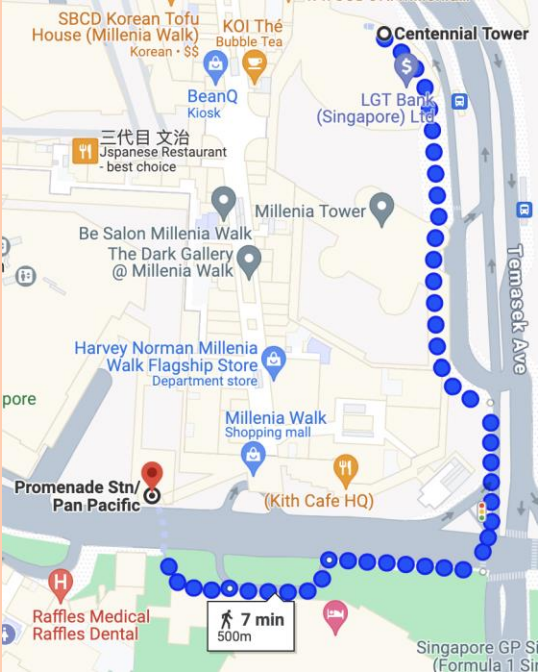 SBCD Korean Tofu
House (Millenia Walk)
Korean • $$
KOI Thé
Bubble Tea
Centennial Tower
BeanQ
Kiosk
LGT Bank
(Singapore) Ltd
三代目 文治
Jspanese Restaurant
- best choice
Millenia Tower
Be Salon Millenia Walk
The Dark Gallery
@ Millenia Walk
Temasek Ave
Harvey Norman Millenia
Walk Flagship Store
Department store
pore
Millenia Walk
Shopping mall
Promenade Stn/
Pan Pacific
(Kith Cafe HQ)
H
Raffles Medical
Raffles Dental
7 min
500m
Singapore GP Si
(Formula 1 Sin